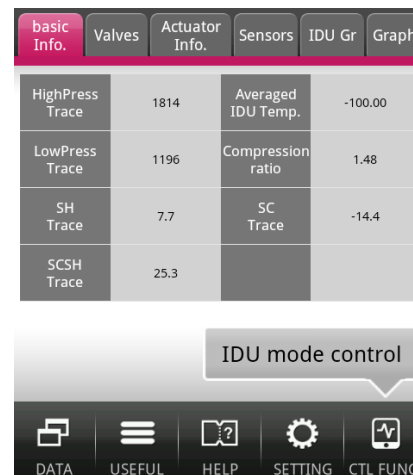 basic
Info.
Valves
Actuator
Info.
Sensors
IDU Gr
Graph
HighPress
Trace
1814
Averaged
IDU Temp.
-100.00
LowPress
Trace
1196
Compression
ratio
1.48
SH
Trace
7.7
SC
Trace
-14.4
SCSH
Trace
25.3
IDU mode control
DATA
USEFUL
HELP
SETTING
CTL FUNC